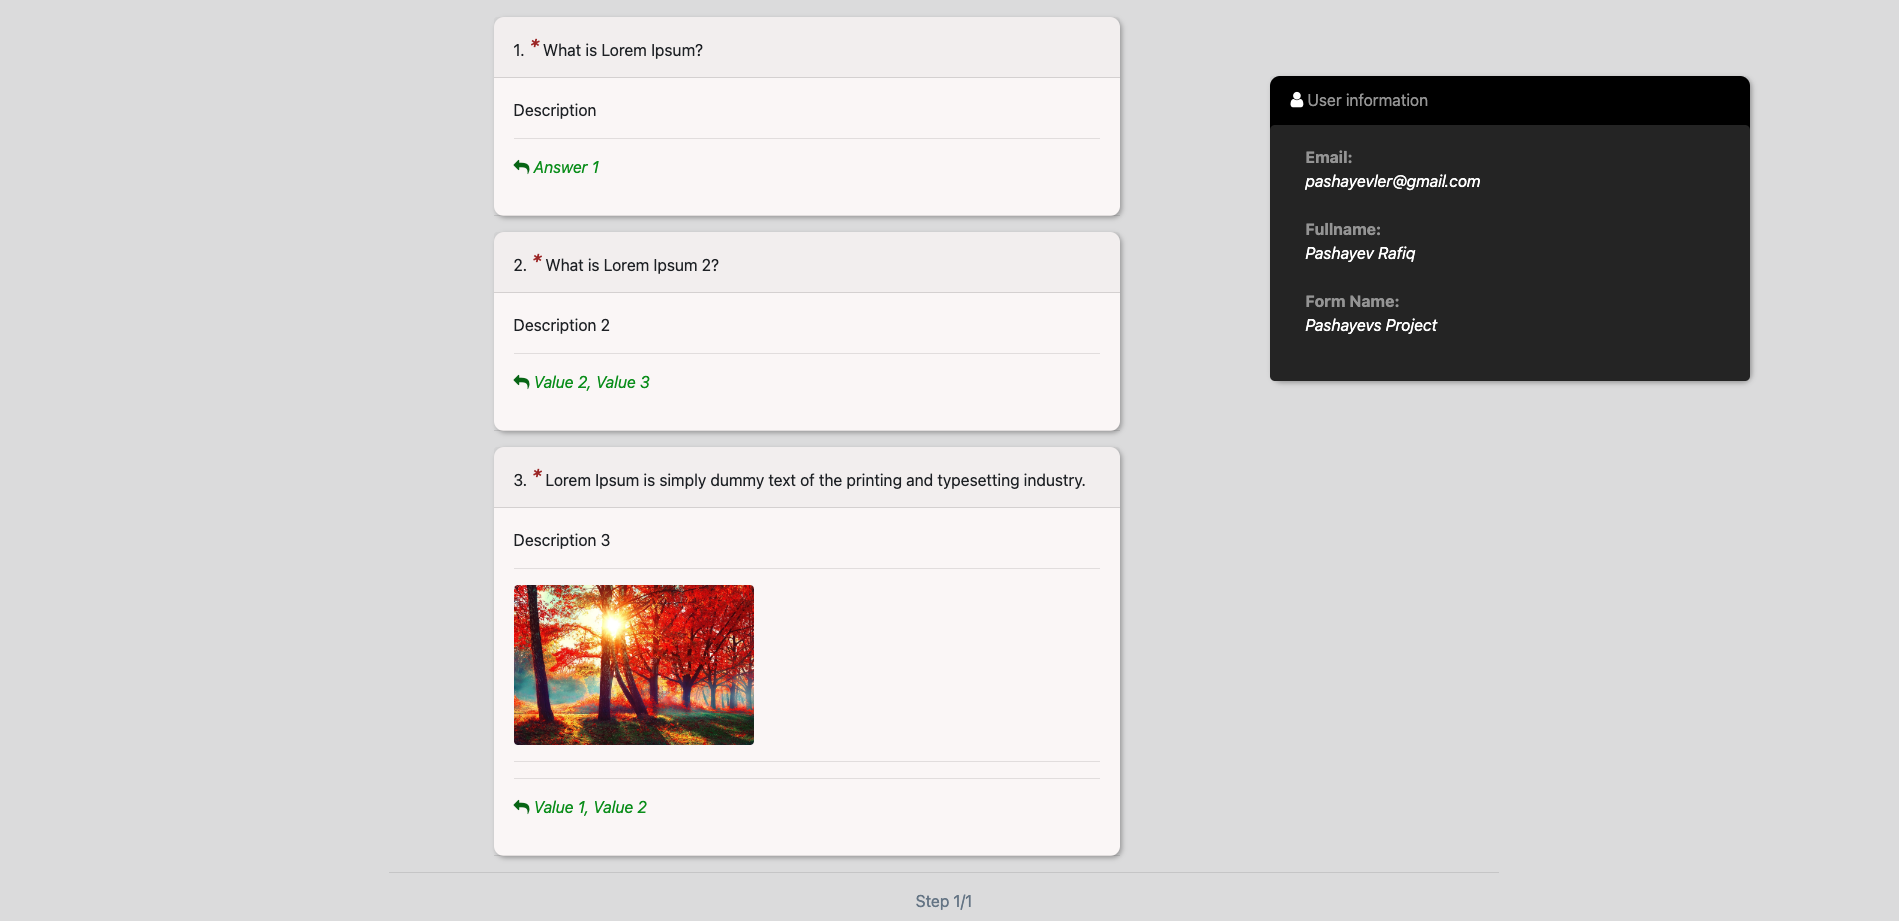 1. * What is Lorem Ipsum?
Description
Answer 1
2. * What is Lorem Ipsum 2?
Description 2
Value 2, Value 3
3. * Lorem Ipsum is simply dummy text of the printing and typesetting industry.
Description 3
Value 1, Value 2
Step 1/1
User information
Email:
pashayevler@gmail.com
Fullname:
Pashayev Rafiq
Form Name:
Pashayevs Project